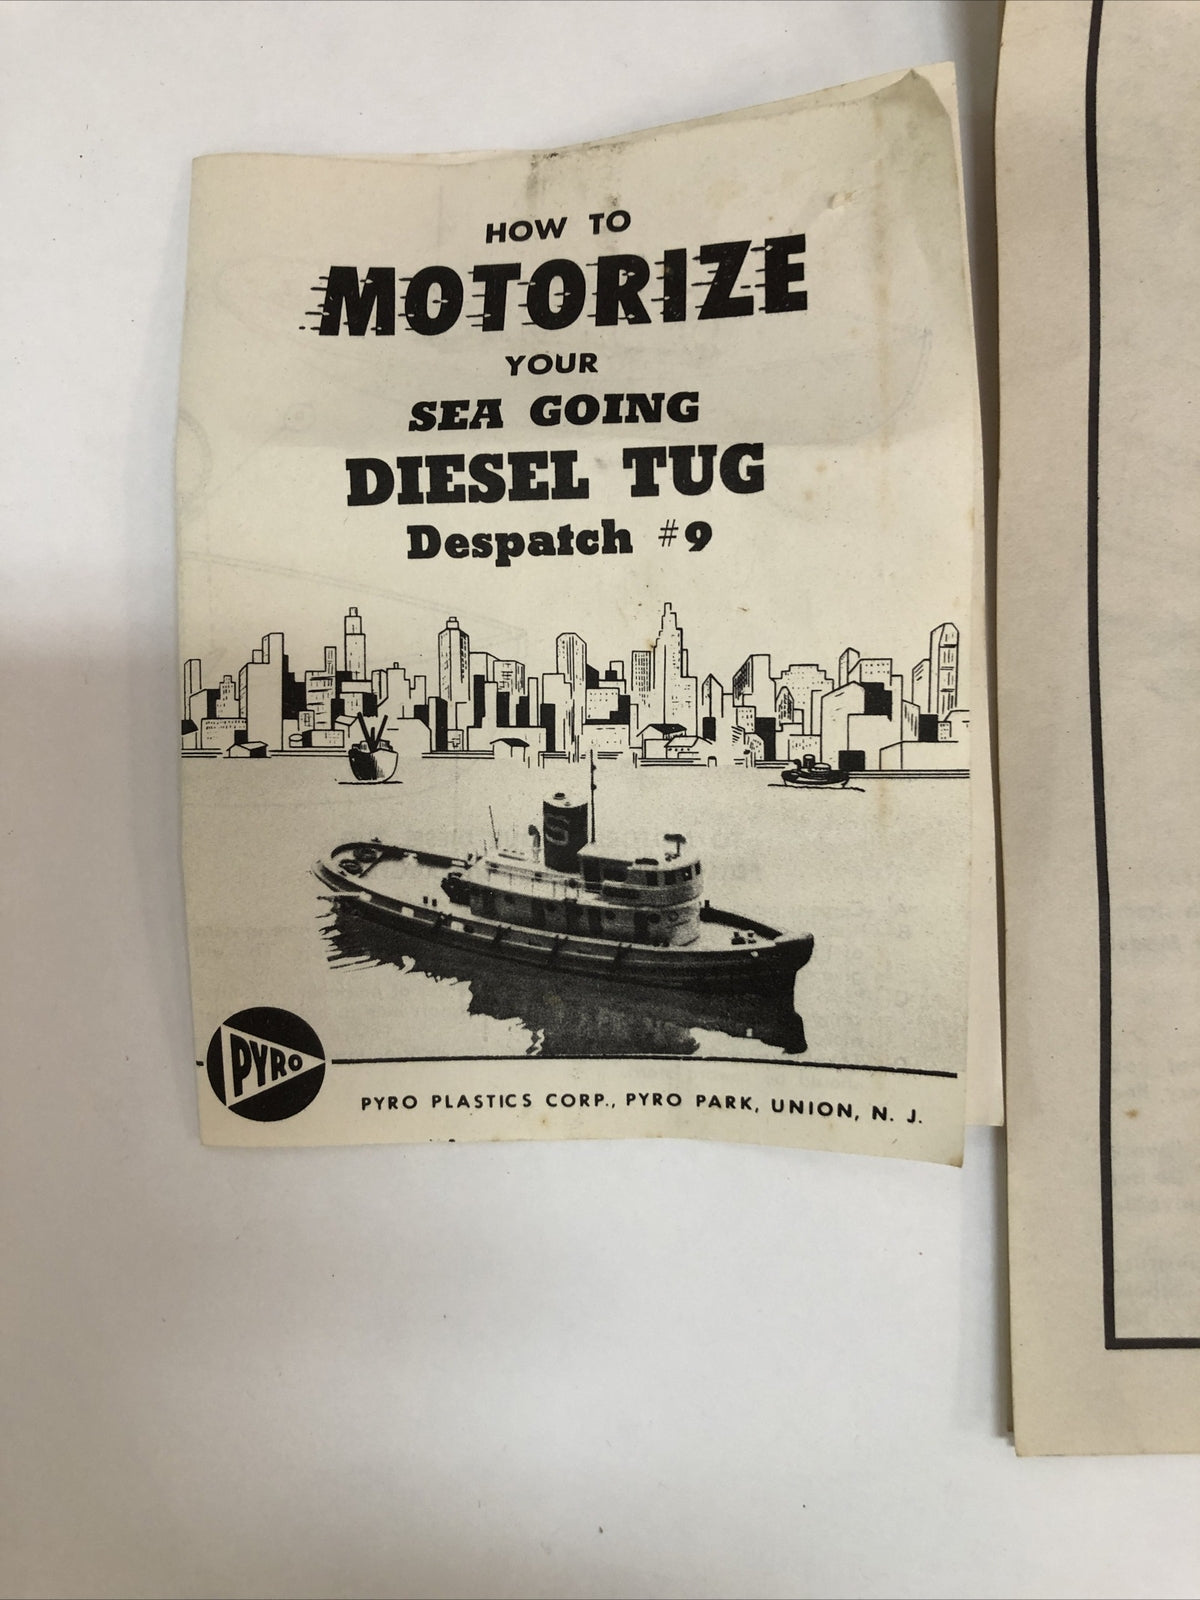 HOW TO
MOTORIZE
YOUR
SEA GOING
DIESEL TUG
Despatch #9
S
PYRO
PYRO PLASTICS CORP., PYRO PARK, UNION, N. J.